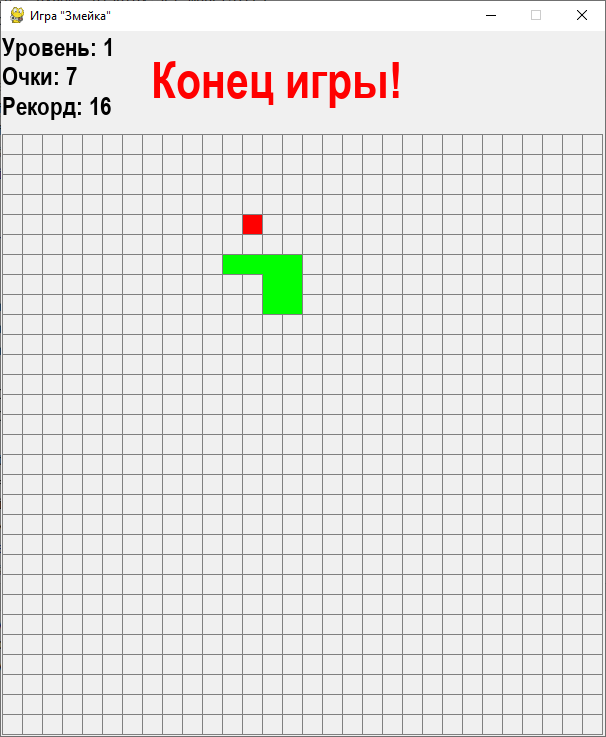 Игра "Змейка"
Уровень: 1
Очки: 7
Рекорд: 16
Конец игры!